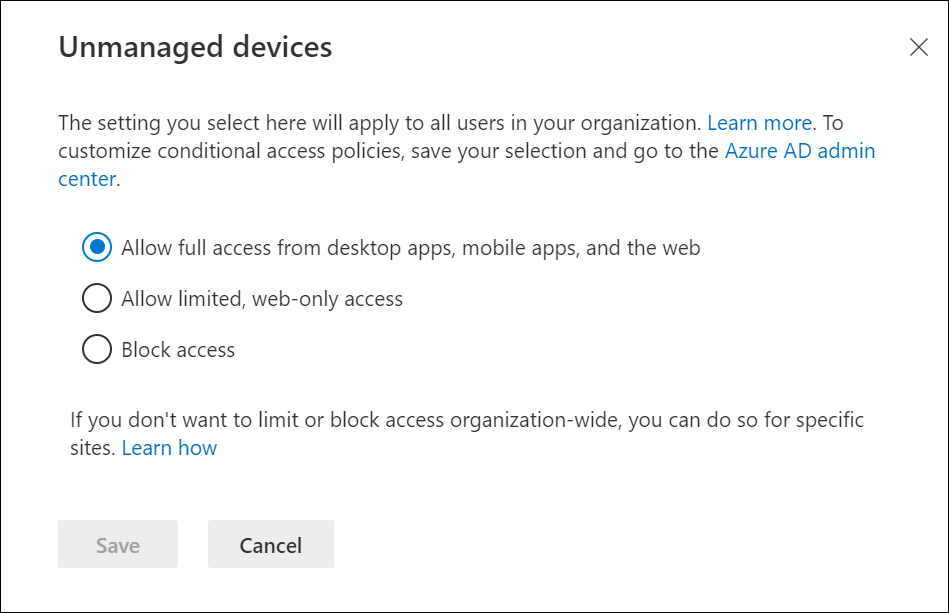 Unmanaged devices
The setting you select here will apply to all users in your organization. Learn more. To
customize conditional access policies, save your selection and go to the Azure AD admin
center.
Allow full access from desktop apps, mobile apps, and the web
Allow limited, web-only access
Block access
If you don't want to limit or block access organization-wide, you can do so for specific
sites. Learn how
Save Cancel